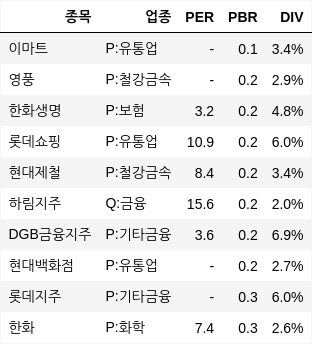 종목 업종 PER PBR DIV
이마트 P:유통업 - 0.1 3.4%
영풍 P:철강금속 - 0.2 2.9%
한화생명 P:보험 3.2 0.2 4.8%
롯데쇼핑 P:유통업 10.9 0.2 6.0%
현대제철 P:철강금속 8.4 0.2 3.4%
하림지주 Q:금융 15.6 0.2 2.0%
DGB금융지주 P:기타금융 3.6 0.2 6.9%
현대백화점 P:유통업 - 0.2 2.7%
롯데지주 P:기타금융 - 0.3 6.0%
한화 P:화학 7.4 0.3 2.6%